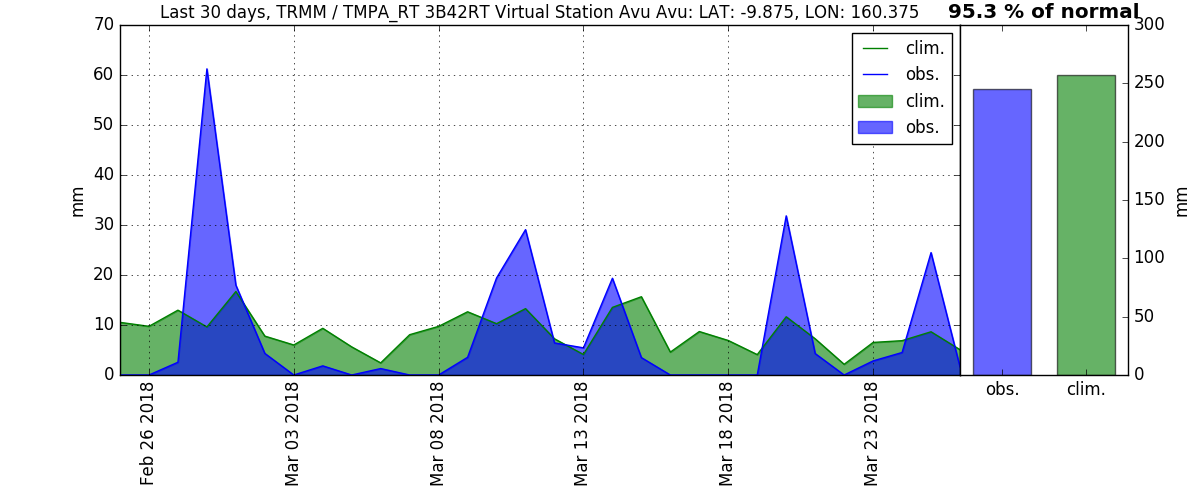 Last 30 days, TRMM / TMPA_RT 3B42RT Virtual Station Avu Avu: LAT: -9.875, LON: 160.375
95.3 % of normal
70
60
50
40
30
20
10
0
mm
clim.
obs.
clim.
obs.
300
250
200
150
100
50
0
mm
obs.
clim.
Feb 26 2018
Mar 03 2018
Mar 08 2018
Mar 13 2018
Mar 18 2018
Mar 23 2018